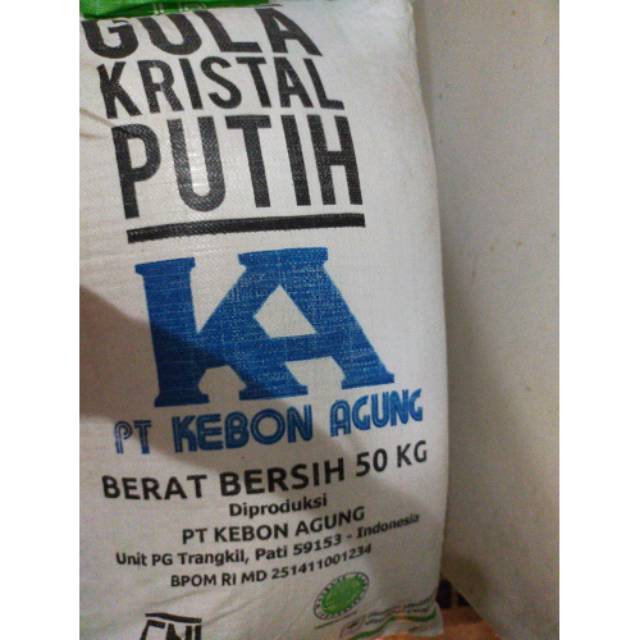 GULA
KRISTAL
PUTIH
KA
PT KEBON AGUNG
BERAT BERSIH 50 KG
Diproduksi
PT KEBON AGUNG
Unit PG Trangkil, Pati 59153 - Indonesia
BPOM RI MD 251411001234